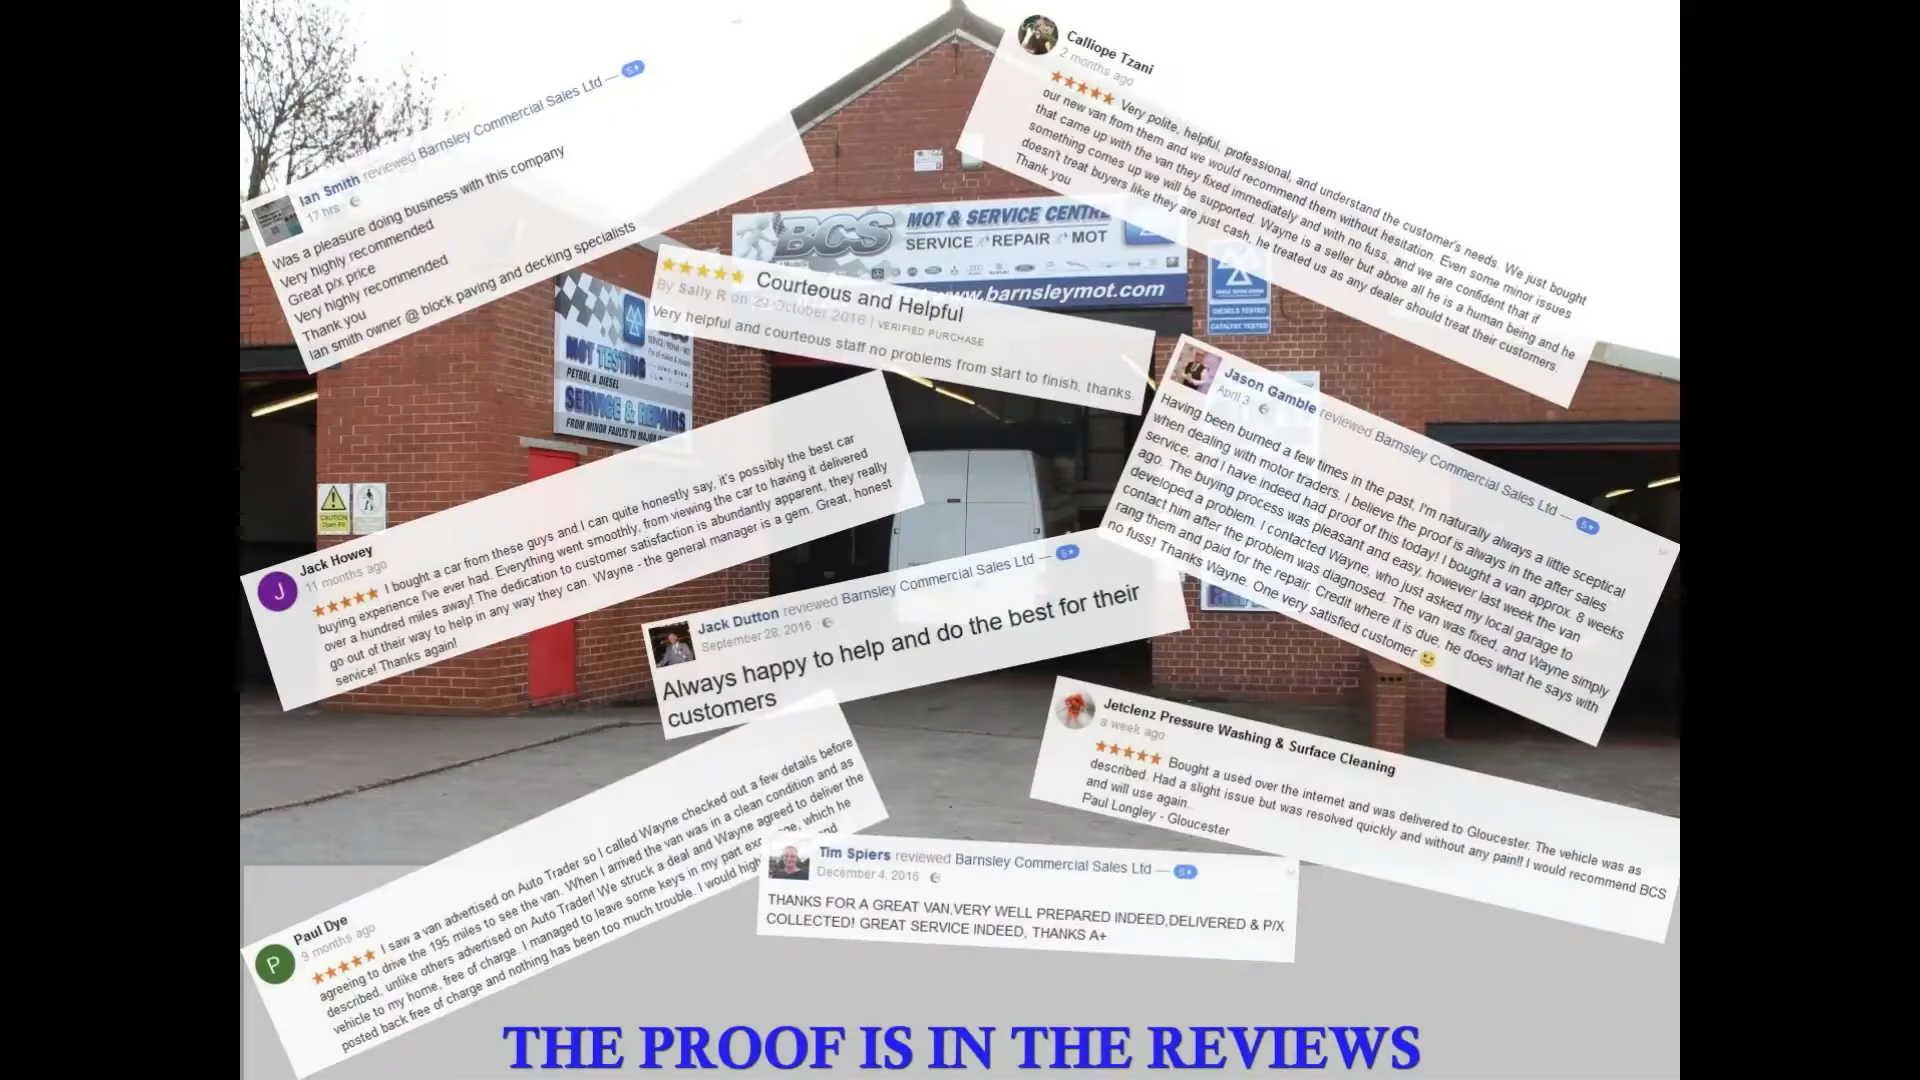 Ian Smith reviewed Barnsley Commercial Sales Ltd — 5★
17 hrs
Was a pleasure doing business with this company
Very highly recommended
Great p/x price
Very highly recommended
Thank you
Ian smith owner @ block paving and decking specialists
Calliope Tzani
2 months ago
★★★★★ Very polite, helpful, professional, and understand the customer's needs. We just bought
our new van from them and we would recommend them without hesitation. Even some minor issues
that came up with the van they fixed immediately and with no fuss, and we are confident that if
something comes up we will be supported. Wayne is a seller but above all he is a human being and he
doesn't treat buyers like they are just cash, he treated us as any dealer should treat their customers.
Thank you
BCS
MOT & SERVICE CENTRE
SERVICE REPAIR MOT
www.barnsleymot.com
DIESELS TESTED
CATALYST TESTED
MOT TESTING
PETROL & DIESEL
SERVICE & REPAIRS
FROM MINOR FAULTS TO MAJOR
★★★★★ Courteous and Helpful
By Sally R on 29 October 2016 | VERIFIED PURCHASE
Very helpful and courteous staff no problems from start to finish, thanks.
Jason Gamble reviewed Barnsley Commercial Sales Ltd — 5★
April 3
Having been burned a few times in the past, I'm naturally always a little sceptical
when dealing with motor traders. I believe the proof is always in the after sales
service, and I have indeed had proof of this today! I bought a van approx. 8 weeks
ago. The buying process was pleasant and easy, however last week the van
developed a problem. I contacted Wayne, who just asked my local garage to
contact him after the problem was diagnosed. The van was fixed, and Wayne simply
rang them and paid for the repair. Credit where it is due, he does what he says with
no fuss! Thanks Wayne. One very satisfied customer 😉
CAUTION
Open Pit
J
Jack Howey
11 months ago
★★★★★ I bought a car from these guys and I can quite honestly say, it's possibly the best car
buying experience I've ever had. Everything went smoothly, from viewing the car to having it delivered
over a hundred miles away! The dedication to customer satisfaction is abundantly apparent, they really
go out of their way to help in any way they can. Wayne - the general manager is a gem. Great, honest
service! Thanks again!
Jack Dutton reviewed Barnsley Commercial Sales Ltd — 5★
September 28, 2016
Always happy to help and do the best for their
customers
Jetclenz Pressure Washing & Surface Cleaning
a week ago
★★★★★ Bought a used over the internet and was delivered to Gloucester. The vehicle was as
described. Had a slight issue but was resolved quickly and without any pain!! I would recommend BCS
and will use again..
Paul Longley - Gloucester
P
Paul Dye
9 months ago
★★★★★ I saw a van advertised on Auto Trader so I called Wayne checked out a few details before
agreeing to drive the 195 miles to see the van. When I arrived the van was in a clean condition and as
described, unlike others advertised on Auto Trader! We struck a deal and Wayne agreed to deliver the
vehicle to my home, free of charge. I managed to leave some keys in my part which he
posted back free of charge and nothing has been too much trouble. I would
Tim Spiers reviewed Barnsley Commercial Sales Ltd — 5★
December 4, 2016
THANKS FOR A GREAT VAN,VERY WELL PREPARED INDEED,DELIVERED & P/X
COLLECTED! GREAT SERVICE INDEED, THANKS A+
THE PROOF IS IN THE REVIEWS